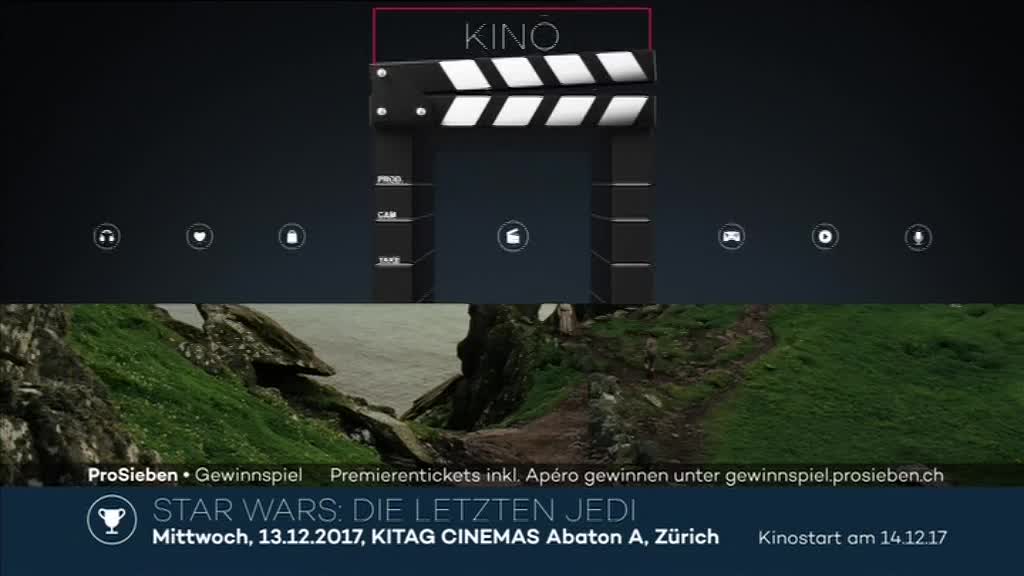 KINO
PROD.
CAM
TAKE
ProSieben • Gewinnspiel Premierentickets inkl. Apéro gewinnen unter gewinnspiel.prosieben.ch
STAR WARS: DIE LETZTEN JEDI
Mittwoch, 13.12.2017, KITAG CINEMAS Abaton A, Zürich Kinostart am 14.12.17